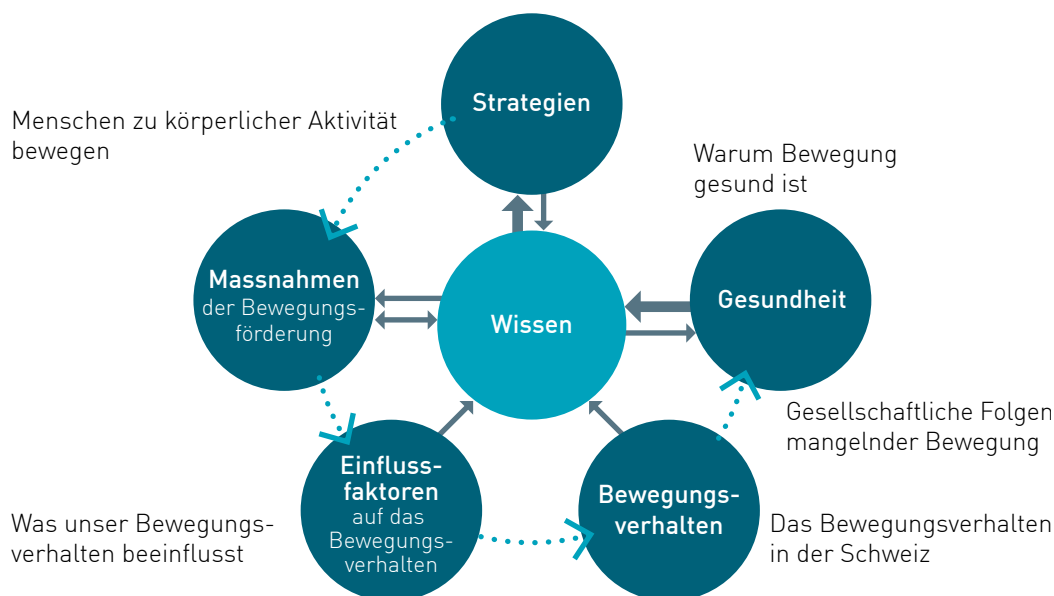 Strategien
Menschen zu körperlicher Aktivität
bewegen
Warum Bewegung
gesund ist
Massnahmen
der Bewegungs-
förderung
Wissen
Gesundheit
Gesellschaftliche Folgen
mangelnder Bewegung
Einfluss-
faktoren
auf das
Bewegungs-
verhalten
Bewegungs-
verhalten
Was unser Bewegungs-
verhalten beeinflusst
Das Bewegungsverhalten
in der Schweiz